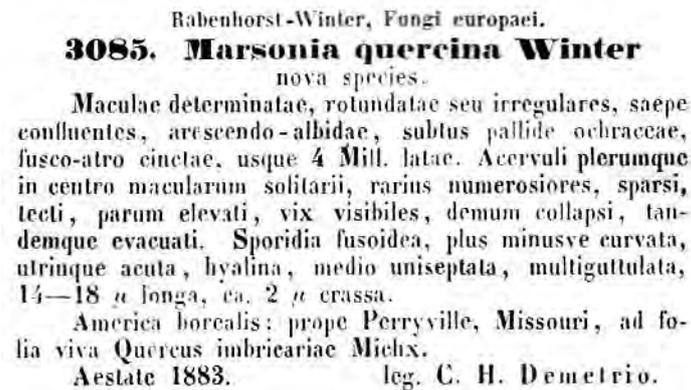 Rabenhorst-Winter, Fungi europaei.
3085. Marsonia quercina Winter
nova species.
Maculae determinatae, rotundatae seu irregulares, saepe
confluentes, arescendo-albidae, subtus pallide ochraceae,
fusco-atro cinctae, usque 4 Mill. latae. Acervuli plerumque
in centro macularum solitarii, rarius numerosiores, sparsi,
tecti, parum elevati, vix visibiles, demum collapsi, tan-
demque evacuati. Sporidia fusoidea, plus minusve curvata,
utrinque acuta, hyalina, medio uniseptata, multiguttulata,
14—18 µ longa, ca. 2 µ crassa.
America borealis: prope Perryville, Missouri, ad fo-
lia viva Quercus imbricariae Michx.
Aestate 1883. leg. C. H. Demetrio.